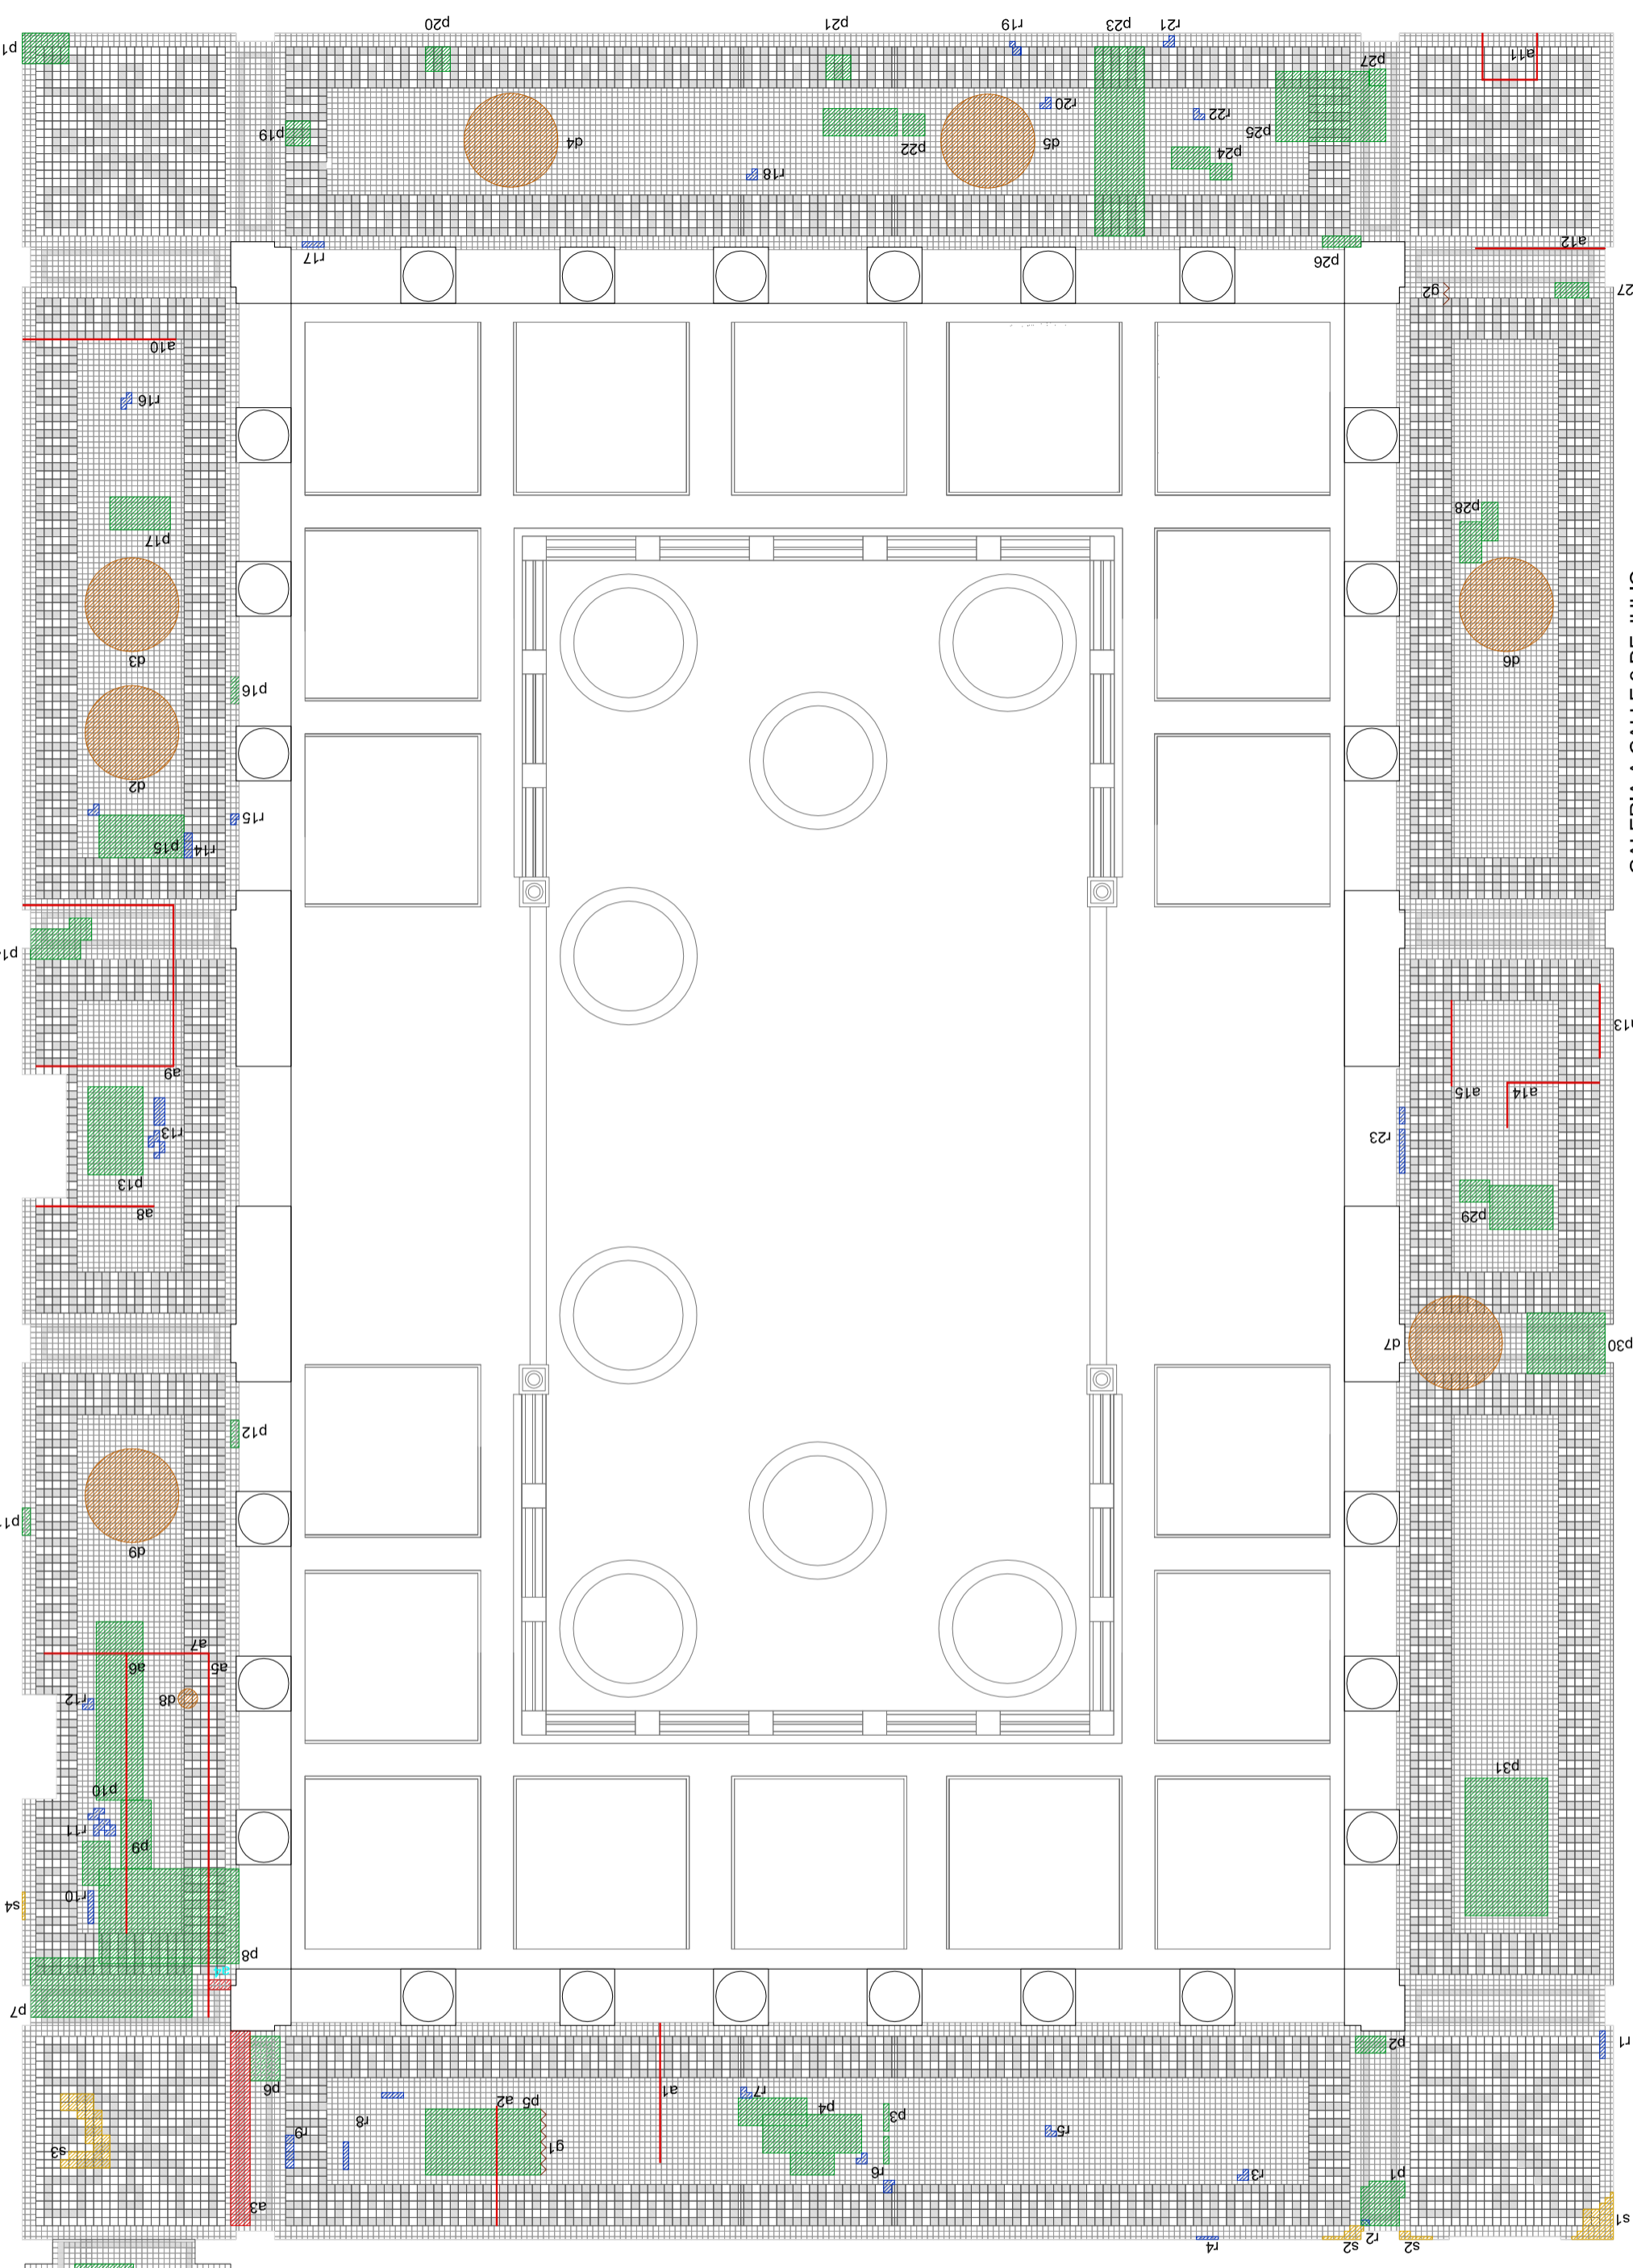 p20
p21
r19
p23
r21
a11
p27
r20
r22
p25
p19
d4
p22
d5
p24
r18
a12
r17
p26
g2
a10
r16
p28
p17
d3
d6
p16
d2
r15
p15
r14
a9
a15
a14
r13
r23
p13
a8
p29
d7
p30
p12
d9
a7
a6
a5
r12
d8
p31
p10
r11
p9
r10
s4
p8
p7
p2
r1
p6
a1
r7
a2
p5
p4
p3
r8
r9
g1
r5
s3
r6
r3
p1
a3
s1
r4
s2
r2
s2